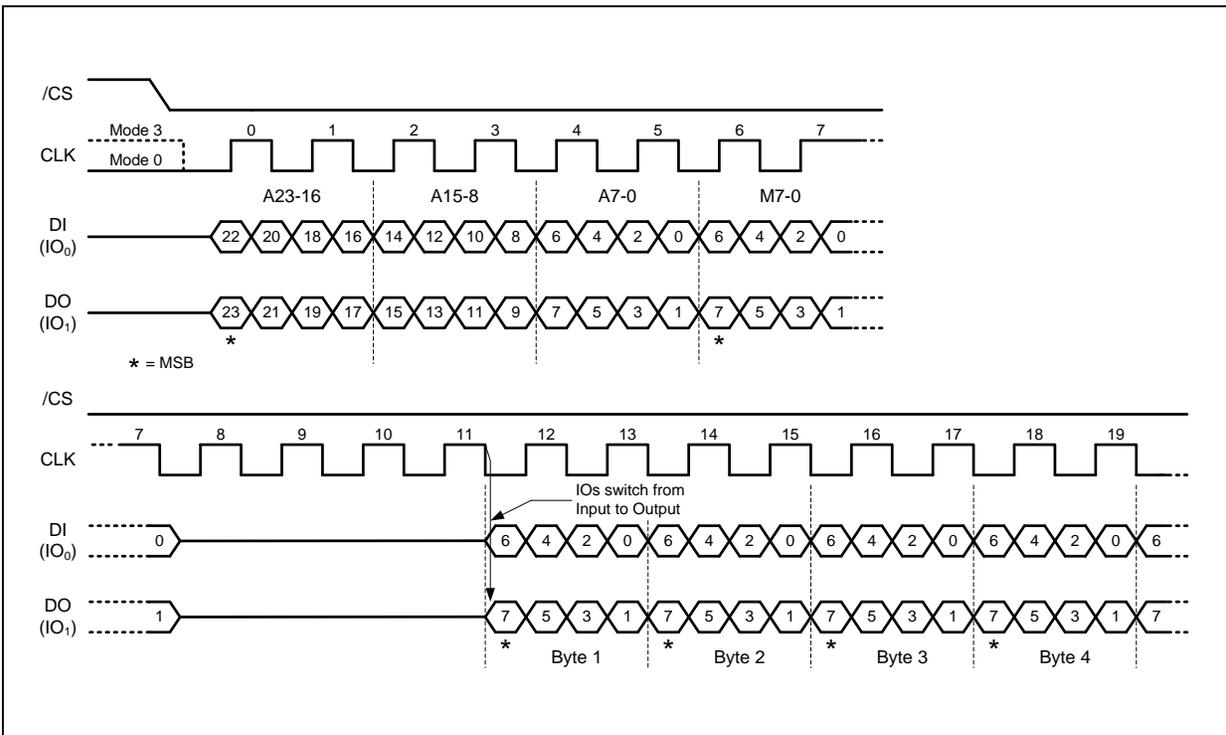 /CS
Mode 3 0 1 2 3 4 5 6 7
CLK
Mode 0
A23-16 A15-8 A7-0 M7-0
DI
(IO0) 22 20 18 16 14 12 10 8 6 4 2 0 6 4 2 0
DO
(IO1) 23 21 19 17 15 13 11 9 7 5 3 1 7 5 3 1
* *
* = MSB
/CS
7 8 9 10 11 12 13 14 15 16 17 18 19
CLK
IOs switch from
Input to Output
DI
(IO0) 0 6 4 2 0 6 4 2 0 6 4 2 0 6 4 2 0 6
DO
(IO1) 1 7 5 3 1 7 5 3 1 7 5 3 1 7 5 3 1 7
* * * *
Byte 1 Byte 2 Byte 3 Byte 4